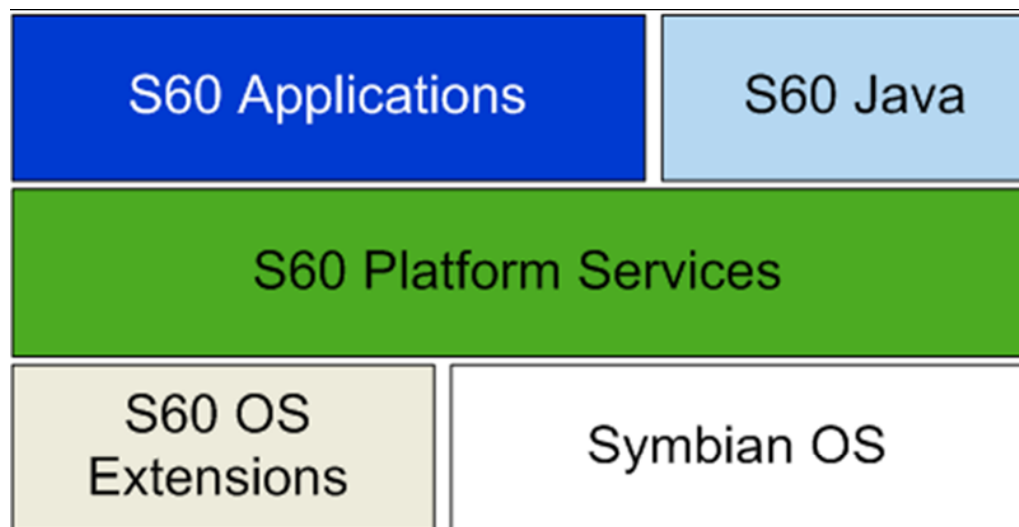 S60 Applications
S60 Java
S60 Platform Services
S60 OS
Extensions
Symbian OS